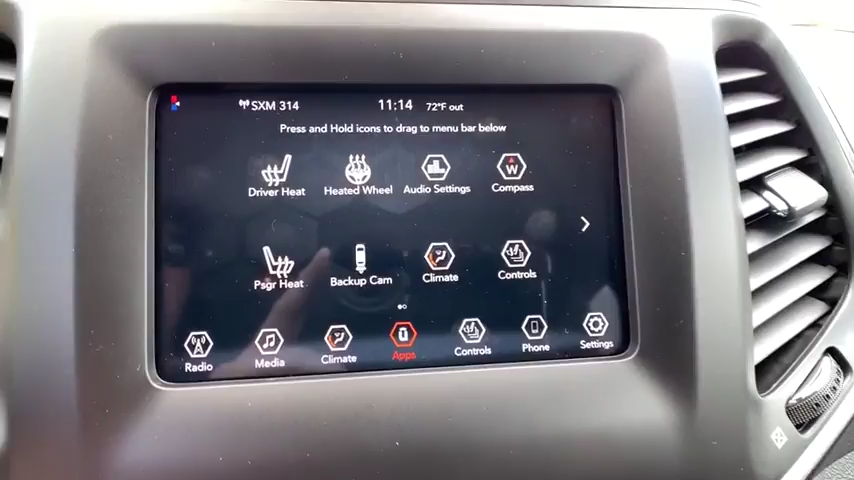 SXM 314 11:14 72°F out
Press and Hold icons to drag to menu bar below
Driver Heat Heated Wheel Audio Settings Compass
W
Psgr Heat Backup Cam Climate Controls
Radio Media Climate Apps Controls Phone Settings